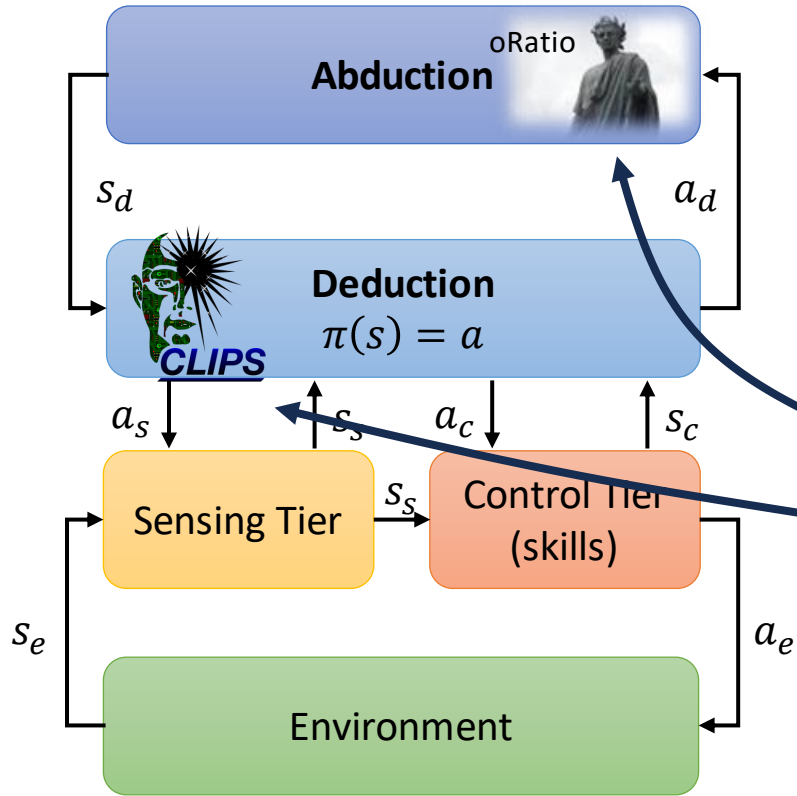 oRatio
Abduction
s_d
a_d
Deduction
π(s) = a
CLIPS
a_s
s_s
a_c
s_c
Sensing Tier
s_s
Control Tier
(skills)
s_e
a_e
Environment